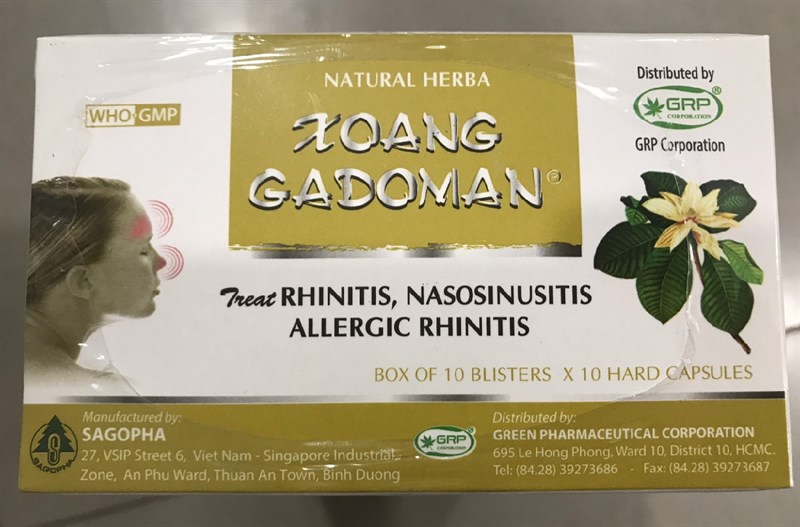 NATURAL HERBA
XOANG
GADOMAN®
WHO GMP
Distributed by
GRP®
CORPORATION
GRP Corporation
Treat RHINITIS, NASOSINUSITIS
ALLERGIC RHINITIS
BOX OF 10 BLISTERS X 10 HARD CAPSULES
Manufactured by:
SAGOPHA
27, VSIP Street 6, Viet Nam - Singapore Industrial
Zone, An Phu Ward, Thuan An Town, Binh Duong
S
SAGOPHA
GRP
CORPORATION
Distributed by:
GREEN PHARMACEUTICAL CORPORATION
695 Le Hong Phong, Ward 10, District 10, HCMC.
Tel: (84.28) 39273686 - Fax: (84.28) 39273687